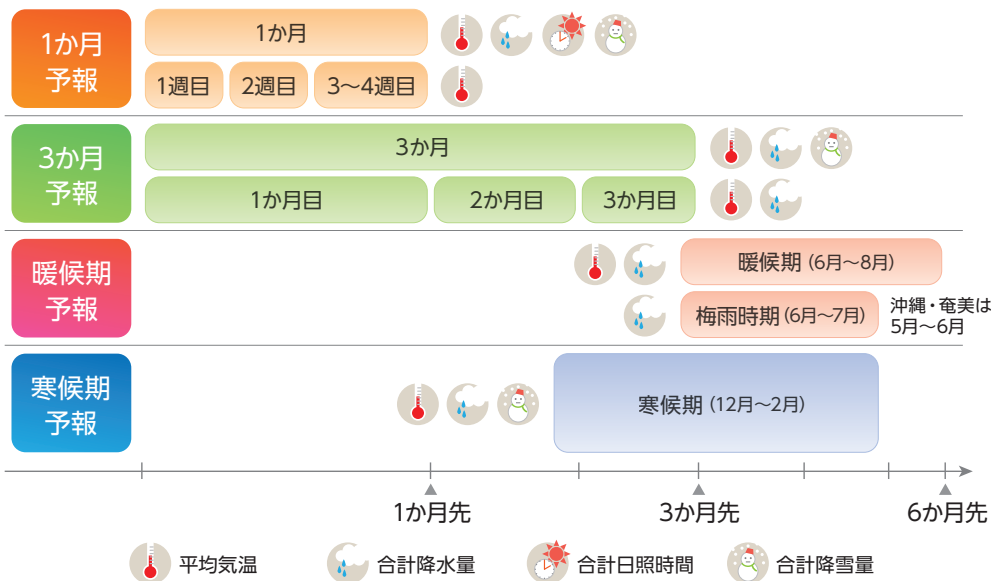 1か月
予報
1か月
1週目
2週目
3〜4週目
3か月
予報
3か月
1か月目
2か月目
3か月目
暖候期
予報
暖候期 (6月〜8月)
梅雨時期 (6月〜7月)
沖縄・奄美は
5月〜6月
寒候期
予報
寒候期 (12月〜2月)
1か月先
3か月先
6か月先
平均気温
合計降水量
合計日照時間
合計降雪量